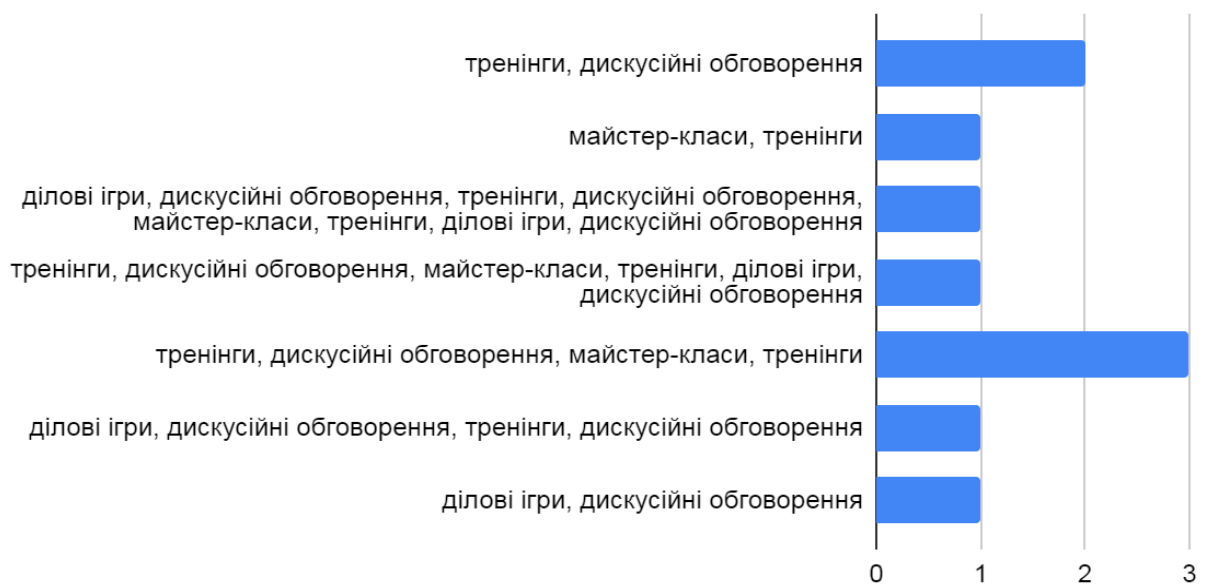 тренінги, дискусійні обговорення
майстер-класи, тренінги
ділові ігри, дискусійні обговорення, тренінги, дискусійні обговорення,
майстер-класи, тренінги, ділові ігри, дискусійні обговорення
тренінги, дискусійні обговорення, майстер-класи, тренінги, ділові ігри,
дискусійні обговорення
тренінги, дискусійні обговорення, майстер-класи, тренінги
ділові ігри, дискусійні обговорення, тренінги, дискусійні обговорення
ділові ігри, дискусійні обговорення
0 1 2 3